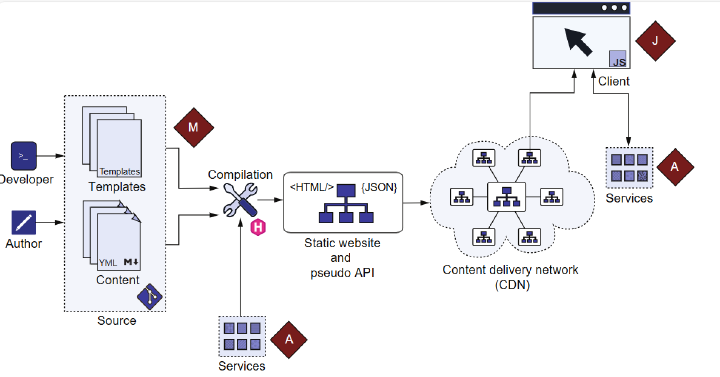 JS
J
Client
M
>_
Templates
Templates
Developer
Compilation
<HTML/>
{JSON}
H
A
Services
Author
YML M↓
Content
Static website
and
pseudo API
Content delivery network
(CDN)
Source
A
Services